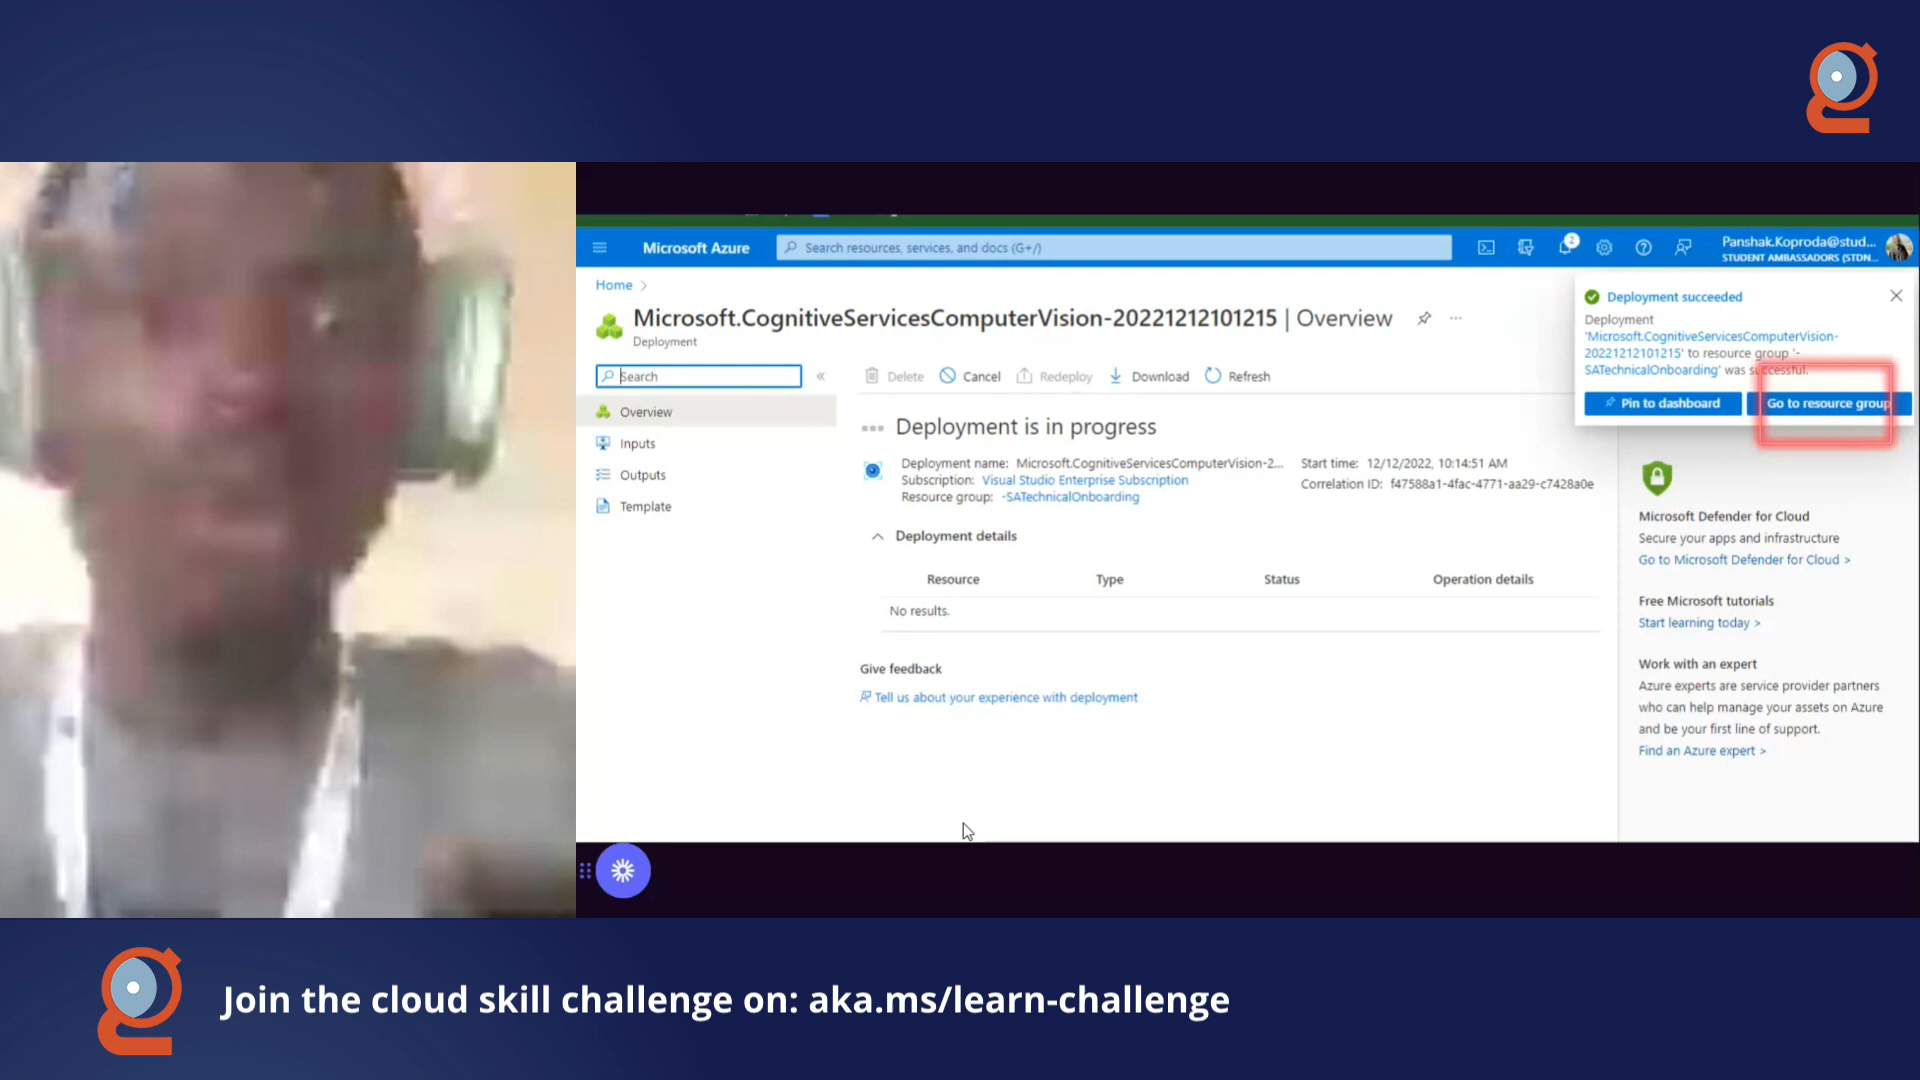 Microsoft Azure
Search resources, services, and docs (G+/)
2
Panshak.Koproda@stud...
STUDENT AMBASSADORS (STDN...
Home
Microsoft.CognitiveServicesComputerVision-20221212101215 | Overview
Deployment
Search
Delete
Cancel
Redeploy
Download
Refresh
Overview
Inputs
Outputs
Template
Deployment is in progress
Deployment name: Microsoft.CognitiveServicesComputerVision-2...
Subscription: Visual Studio Enterprise Subscription
Resource group: -SATechnicalOnboarding
Start time: 12/12/2022, 10:14:51 AM
Correlation ID: f47588a1-4fac-4771-aa29-c7428a0e
Deployment details
Resource Type Status Operation details
No results.
Give feedback
Tell us about your experience with deployment
Deployment succeeded
Deployment
'Microsoft.CognitiveServicesComputerVision-
20221212101215' to resource group '-
SATechnicalOnboarding' was successful.
Pin to dashboard
Go to resource group
Microsoft Defender for Cloud
Secure your apps and infrastructure
Go to Microsoft Defender for Cloud >
Free Microsoft tutorials
Start learning today >
Work with an expert
Azure experts are service provider partners
who can help manage your assets on Azure
and be your first line of support.
Find an Azure expert >
Join the cloud skill challenge on: aka.ms/learn-challenge